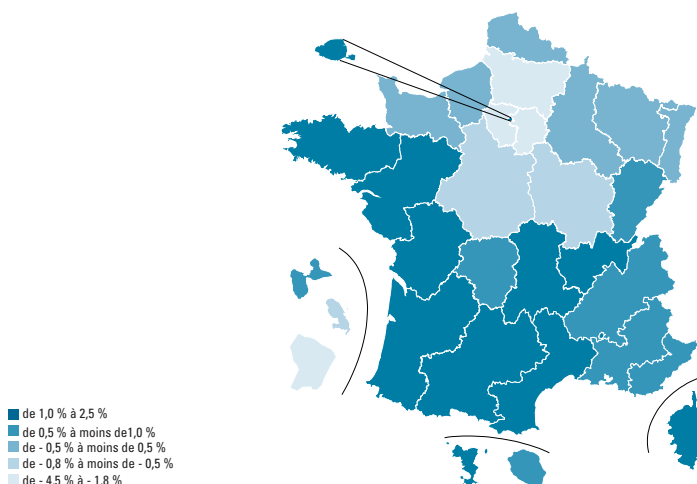 de 1,0 % à 2,5 %
de 0,5 % à moins de1,0 %
de - 0,5 % à moins de 0,5 %
de - 0,8 % à moins de - 0,5 %
de - 4,5 % à - 1,8 %